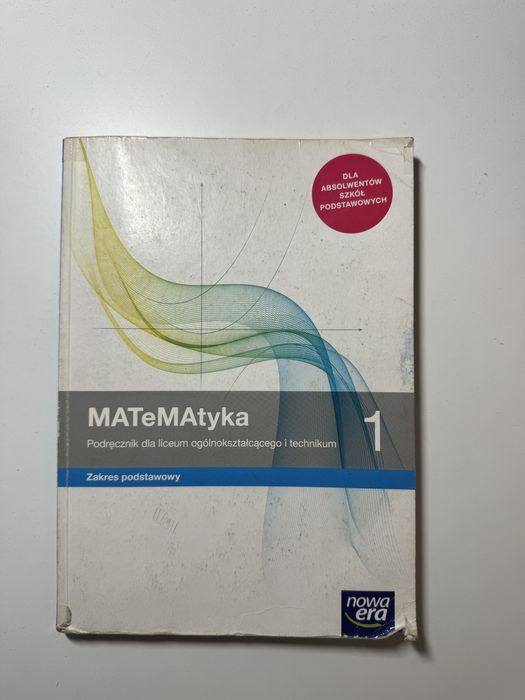 DLA
ABSOLWENTÓW
SZKÓŁ
PODSTAWOWYCH
MATeMAtyka
1
Podręcznik dla liceum ogólnokształcącego i technikum
Zakres podstawowy
nowa
era